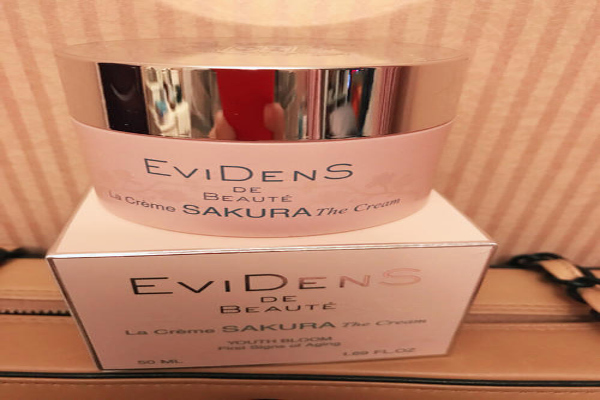 EVIDENS
DE
BEAUTÉ
La Crème SAKURA The Cream
EVIDENS
DE
BEAUTÉ
La Crème SAKURA The Cream
YOUTH BLOOM
First Signs of Aging
50 ML 1.69 FL.OZ